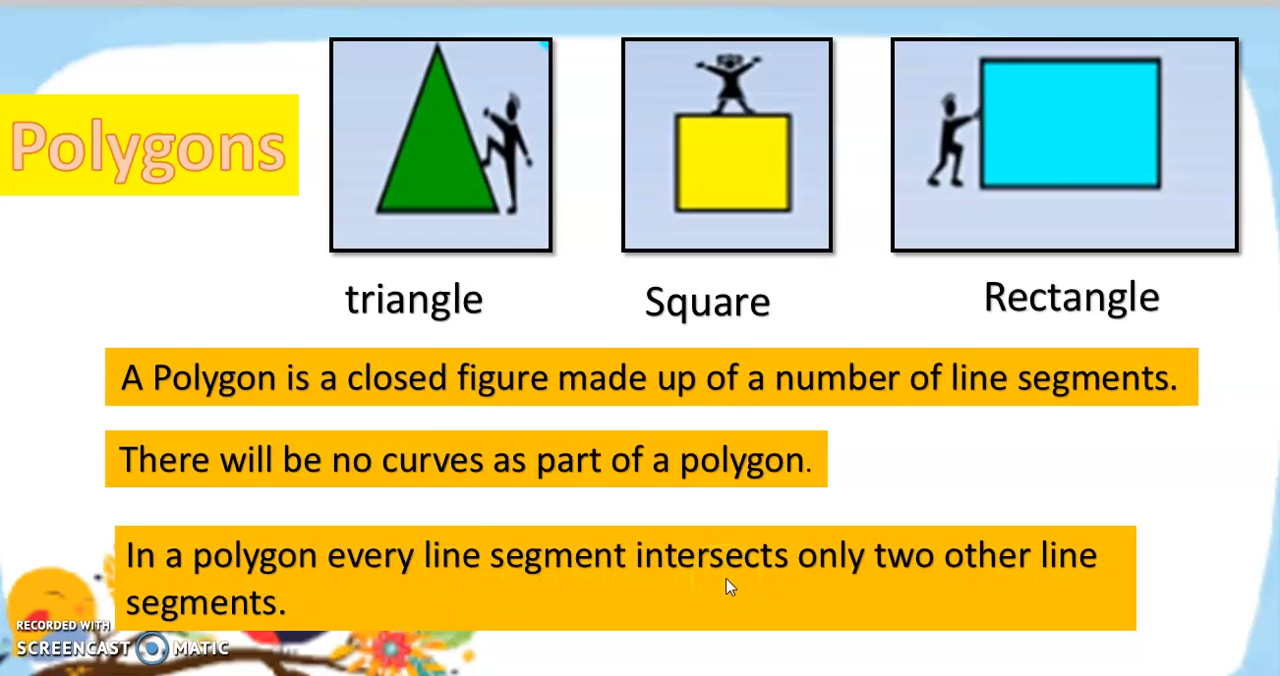 Polygons
triangle
Square
Rectangle
A Polygon is a closed figure made up of a number of line segments.
There will be no curves as part of a polygon.
In a polygon every line segment intersects only two other line
segments.
RECORDED WITH
SCREENCAST MATIC